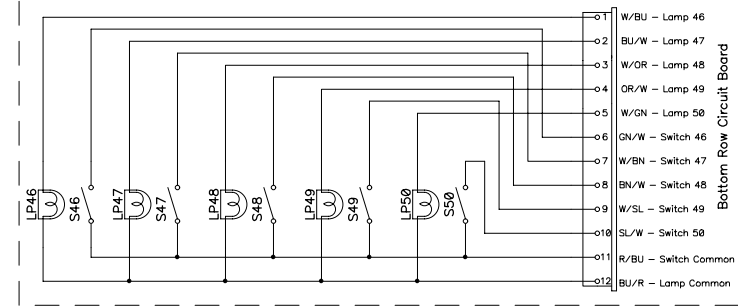 1 W/BU – Lamp 46
2 BU/W – Lamp 47
3 W/OR – Lamp 48
4 OR/W – Lamp 49
5 W/GN – Lamp 50
6 GN/W – Switch 46
7 W/BN – Switch 47
8 BN/W – Switch 48
9 W/SL – Switch 49
10 SL/W – Switch 50
11 R/BU – Switch Common
12 BU/R – Lamp Common
Bottom Row Circuit Board
LP46
S46
LP47
S47
LP48
S48
LP49
S49
LP50
S50